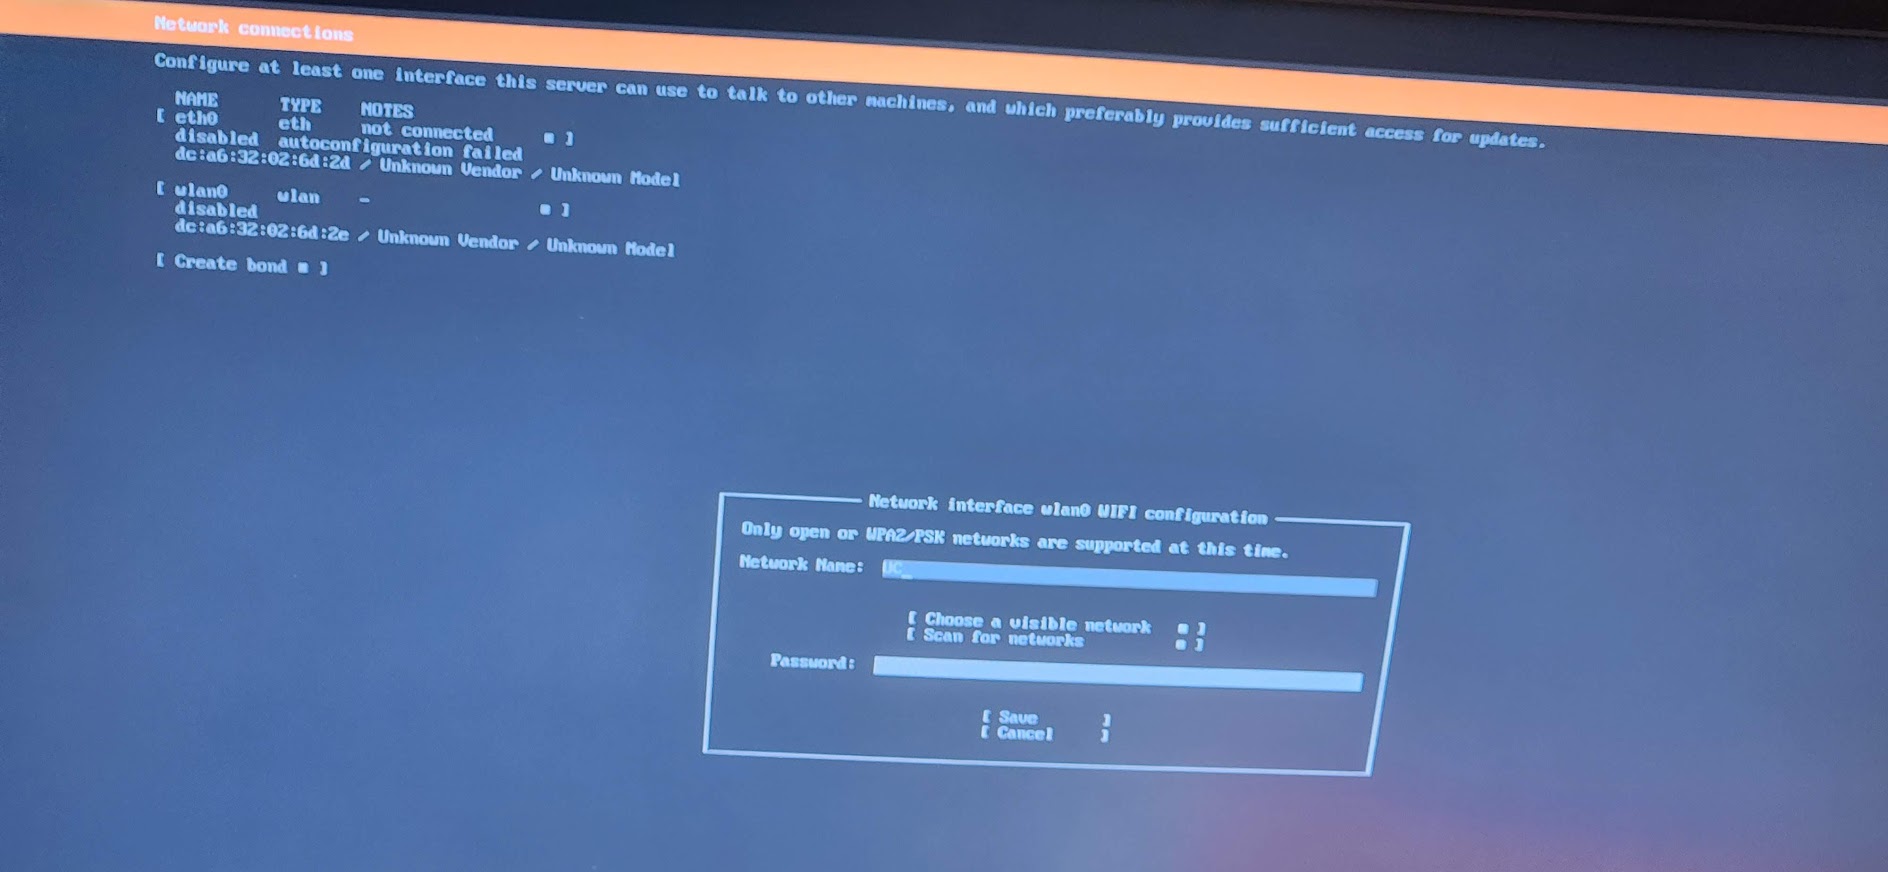 Network connections
Configure at least one interface this server can use to talk to other machines, and which preferably provides sufficient access for updates.
NAME TYPE NOTES
[ eth0 eth not connected ■ ]
disabled autoconfiguration failed
dc:a6:32:02:6d:2d / Unknown Vendor / Unknown Model
[ wlan0 wlan - ■ ]
disabled
dc:a6:32:02:6d:2e / Unknown Vendor / Unknown Model
[ Create bond ■ ]
Network interface wlan0 WIFI configuration
Only open or WPA2/PSK networks are supported at this time.
Network Name: UC_
[ Choose a visible network ■ ]
[ Scan for networks ■ ]
Password:
[ Save ]
[ Cancel ]